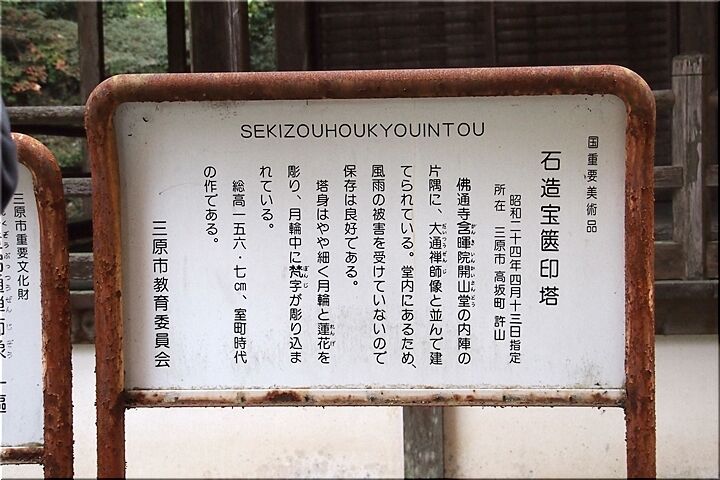 SEKIZOUHOUKYOUINTOU
国重要美術品
石造宝篋印塔
昭和二十四年四月十三日指定
所在 三原市 高坂町 許山
佛通寺含暉院開山堂の内陣の
片隅に、大通禅師像と並んで建
てられている。堂内にあるため、
風雨の被害を受けていないので
保存は良好である。
塔身はやや細く月輪と蓮花を
彫り、月輪中に梵字が彫り込ま
れている。
総高一五六・七㎝、室町時代
の作である。
三原市教育委員会
三原市重要文化財